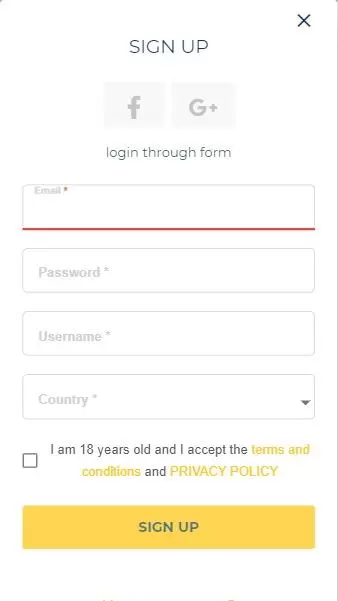 SIGN UP
G+
login through form
Email *
Password *
Username *
Country *
I am 18 years old and I accept the terms and
conditions and PRIVACY POLICY
SIGN UP